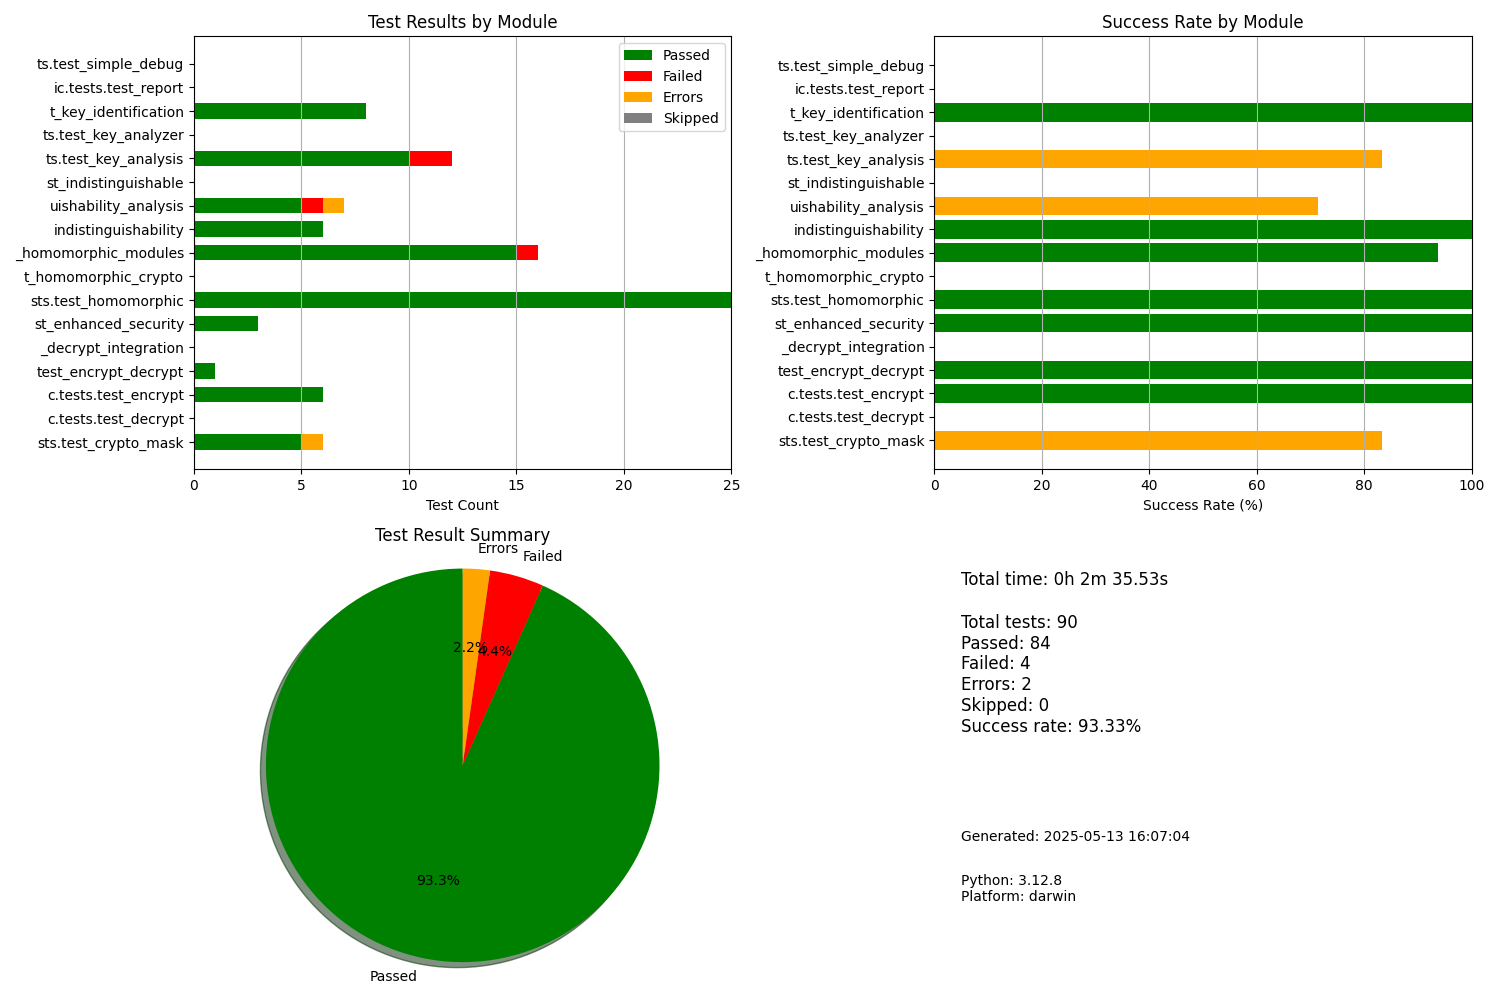 Test Results by Module
ts.test_simple_debug
ic.tests.test_report
t_key_identification
ts.test_key_analyzer
ts.test_key_analysis
st_indistinguishable
uishability_analysis
indistinguishability
_homomorphic_modules
t_homomorphic_crypto
sts.test_homomorphic
st_enhanced_security
_decrypt_integration
test_encrypt_decrypt
c.tests.test_encrypt
c.tests.test_decrypt
sts.test_crypto_mask
Passed
Failed
Errors
Skipped
0 5 10 15 20 25
Test Count
Success Rate by Module
ts.test_simple_debug
ic.tests.test_report
t_key_identification
ts.test_key_analyzer
ts.test_key_analysis
st_indistinguishable
uishability_analysis
indistinguishability
_homomorphic_modules
t_homomorphic_crypto
sts.test_homomorphic
st_enhanced_security
_decrypt_integration
test_encrypt_decrypt
c.tests.test_encrypt
c.tests.test_decrypt
sts.test_crypto_mask
0 20 40 60 80 100
Success Rate (%)
Test Result Summary
Errors
Failed
2.2%
4.4%
93.3%
Passed
Total time: 0h 2m 35.53s
Total tests: 90
Passed: 84
Failed: 4
Errors: 2
Skipped: 0
Success rate: 93.33%
Generated: 2025-05-13 16:07:04
Python: 3.12.8
Platform: darwin